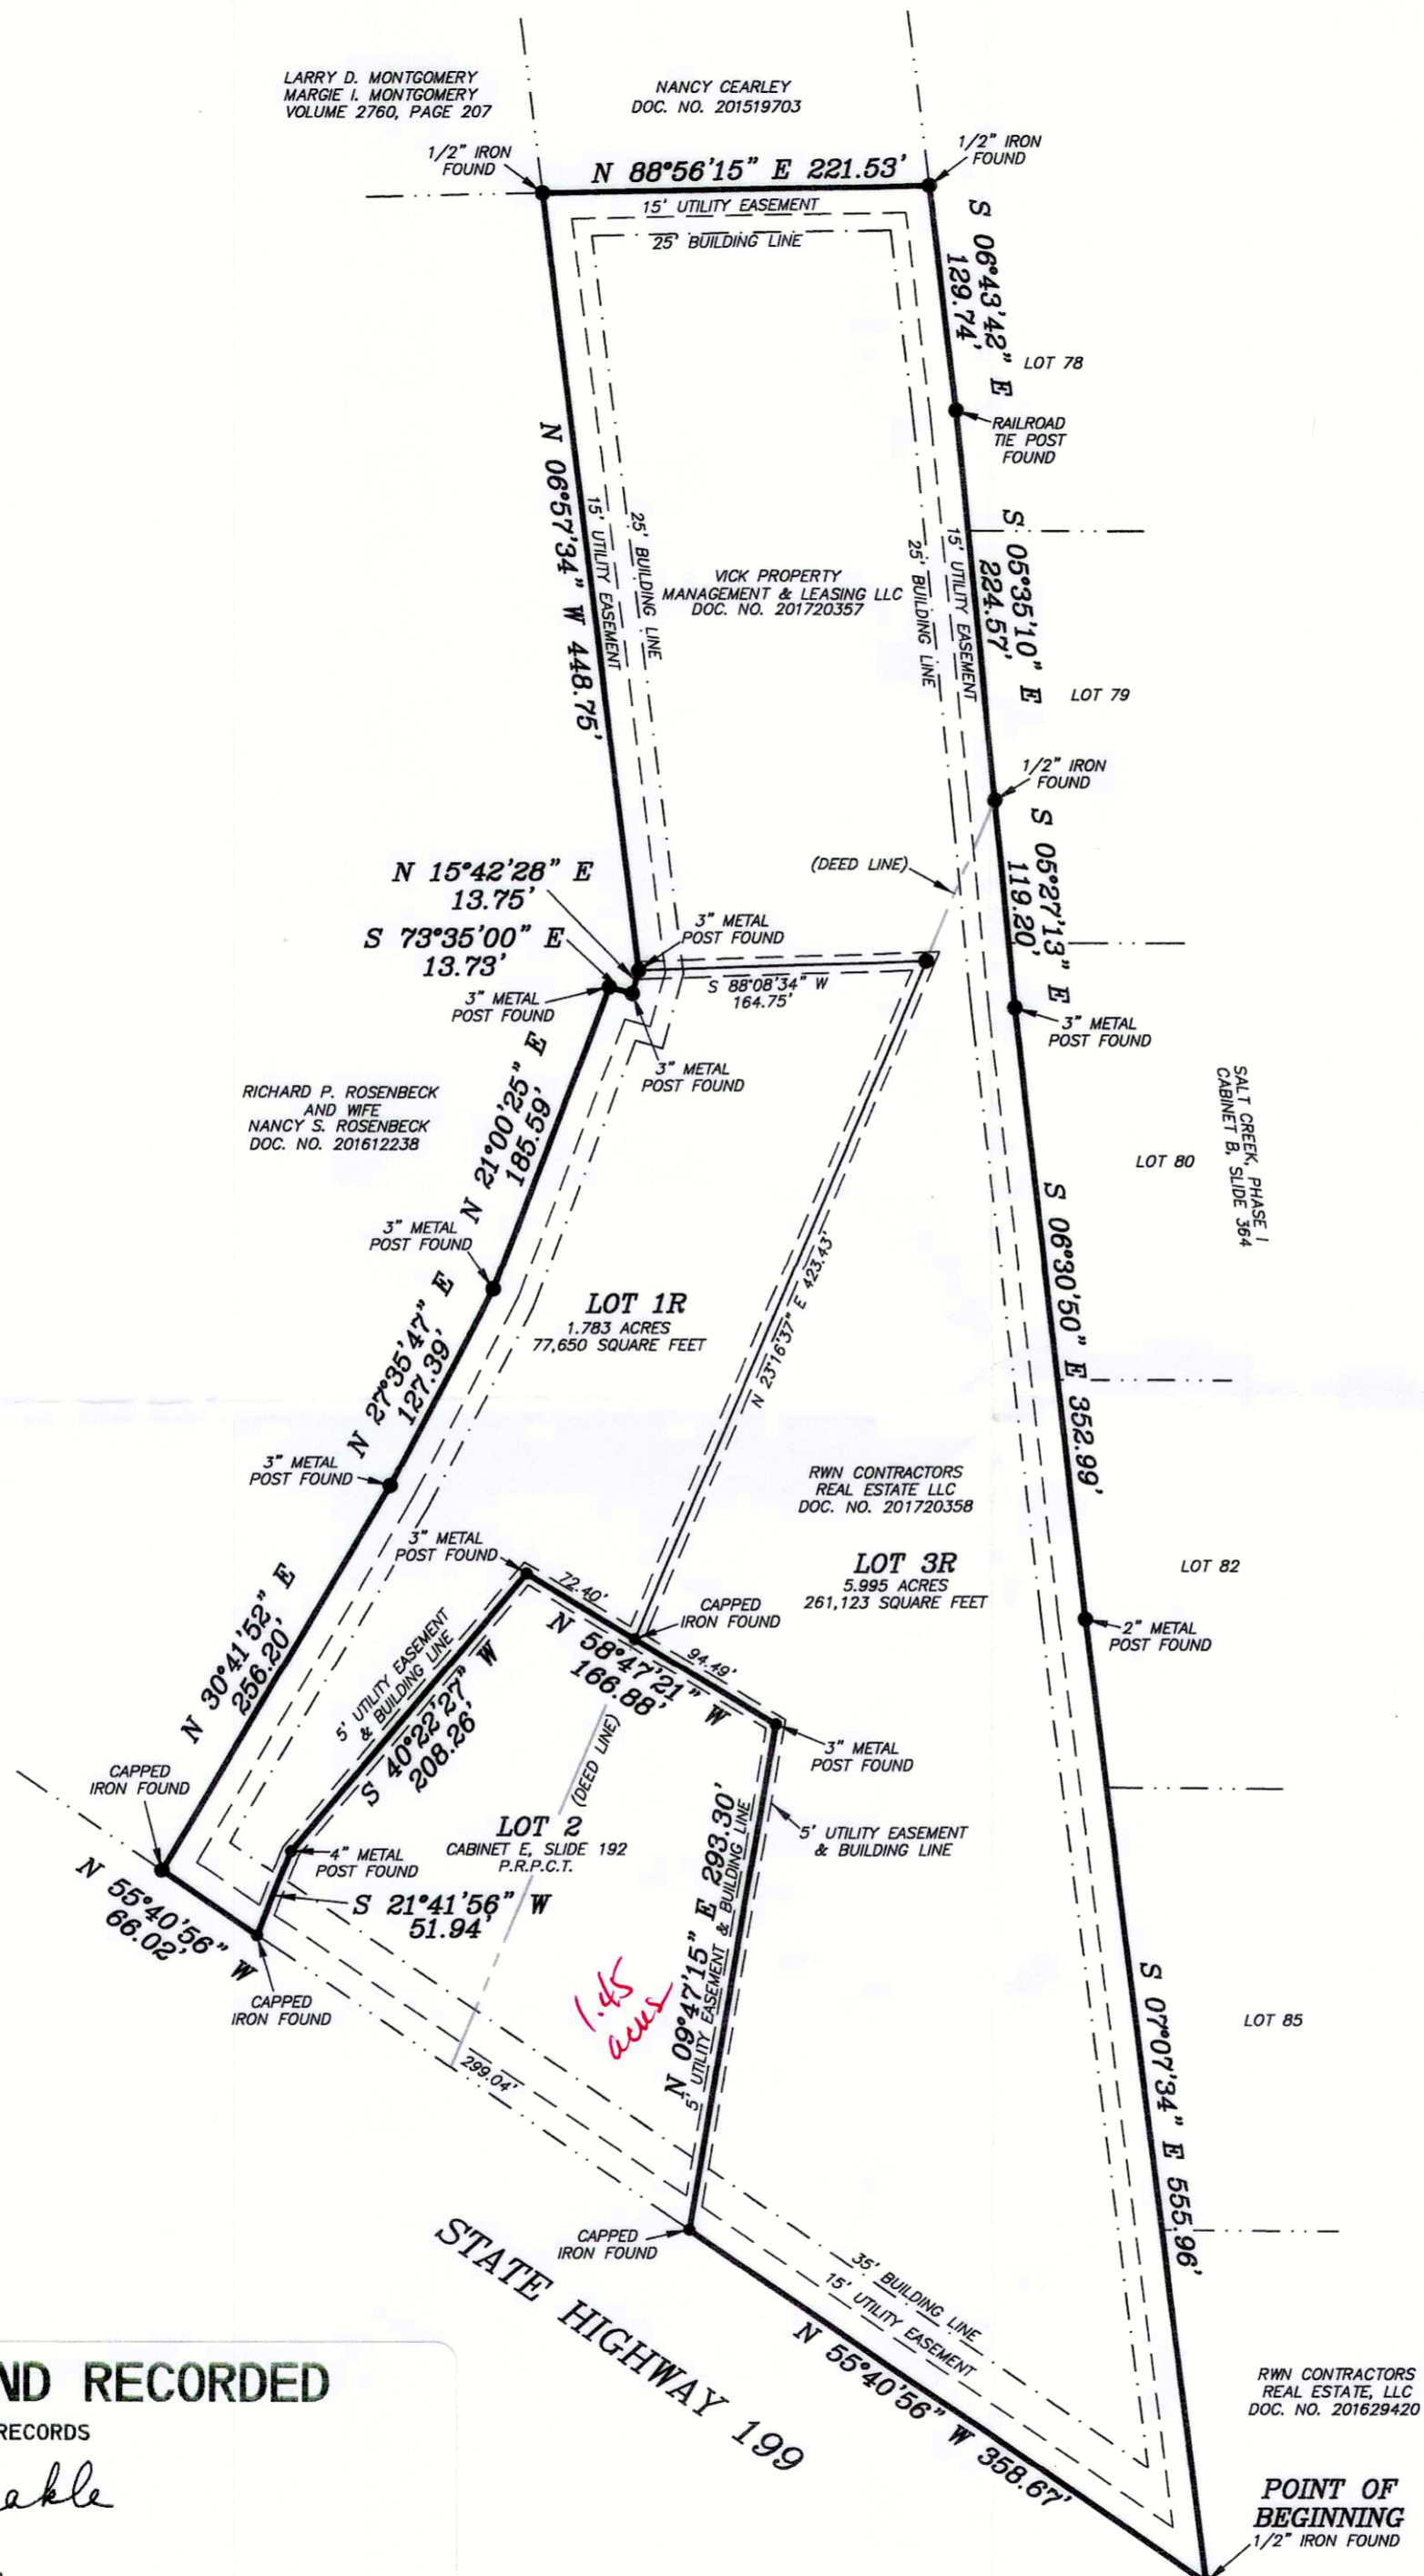 LARRY D. MONTGOMERY
MARGIE I. MONTGOMERY
VOLUME 2760, PAGE 207
NANCY CEARLEY
DOC. NO. 201519703
1/2" IRON
FOUND
N 88°56'15" E 221.53'
1/2" IRON
FOUND
15' UTILITY EASEMENT
25' BUILDING LINE
S 06°43'42" E
129.74'
LOT 78
RAILROAD
TIE POST
FOUND
N 06°57'34" W 448.75'
15' UTILITY EASEMENT
25' BUILDING LINE
VICK PROPERTY
MANAGEMENT & LEASING LLC
DOC. NO. 201720357
25' BUILDING LINE
15' UTILITY EASEMENT
S 05°35'10" E
224.57'
LOT 79
1/2" IRON
FOUND
(DEED LINE)
S 05°27'13" E
119.20'
N 15°42'28" E
13.75'
S 73°35'00" E
13.73'
3" METAL
POST FOUND
3" METAL
POST FOUND
S 88°08'34" W
164.75'
3" METAL
POST FOUND
3" METAL
POST FOUND
RICHARD P. ROSENBECK
AND WIFE
NANCY S. ROSENBECK
DOC. NO. 201612238
N 21°00'25" E
185.59'
SALT CREEK, PHASE I
CABINET B, SLIDE 364
LOT 80
3" METAL
POST FOUND
S 06°30'50" E 352.99'
N 23°16'37" E 423.43'
LOT 1R
1.783 ACRES
77,650 SQUARE FEET
N 27°35'47" E
127.39'
3" METAL
POST FOUND
RWN CONTRACTORS
REAL ESTATE LLC
DOC. NO. 201720358
3" METAL
POST FOUND
LOT 3R
5.995 ACRES
261,123 SQUARE FEET
LOT 82
72.40'
CAPPED
IRON FOUND
2" METAL
POST FOUND
N 30°41'52" E
256.20'
5' UTILITY EASEMENT
& BUILDING LINE
S 40°22'27" W
208.26'
N 58°47'21" W
166.88'
94.49'
3" METAL
POST FOUND
(DEED LINE)
CAPPED
IRON FOUND
LOT 2
CABINET E, SLIDE 192
P.R.P.C.T.
5' UTILITY EASEMENT
& BUILDING LINE
4" METAL
POST FOUND
N 09°47'15" E 293.30'
5' UTILITY EASEMENT & BUILDING LINE
N 55°40'56" W
66.02'
S 21°41'56" W
51.94'
CAPPED
IRON FOUND
1.45
acres
299.04'
S 07°07'34" E 555.96'
LOT 85
CAPPED
IRON FOUND
STATE HIGHWAY 199
35' BUILDING LINE
15' UTILITY EASEMENT
N 55°40'56" W 358.67'
RWN CONTRACTORS
REAL ESTATE, LLC
DOC. NO. 201629420
ND RECORDED
RECORDS
akle
POINT OF
BEGINNING
1/2" IRON FOUND